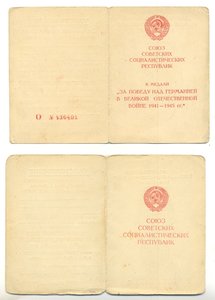 СОЮЗ
СОВЕТСКИХ
СОЦИАЛИСТИЧЕСКИХ
РЕСПУБЛИК
К МЕДАЛИ
"ЗА ПОБЕДУ НАД ГЕРМАНИЕЙ
В ВЕЛИКОЙ ОТЕЧЕСТВЕННОЙ
ВОЙНЕ 1941—1945 гг."
О №
СОЮЗ
СОВЕТСКИХ
СОЦИАЛИСТИЧЕСКИХ
РЕСПУБЛИК